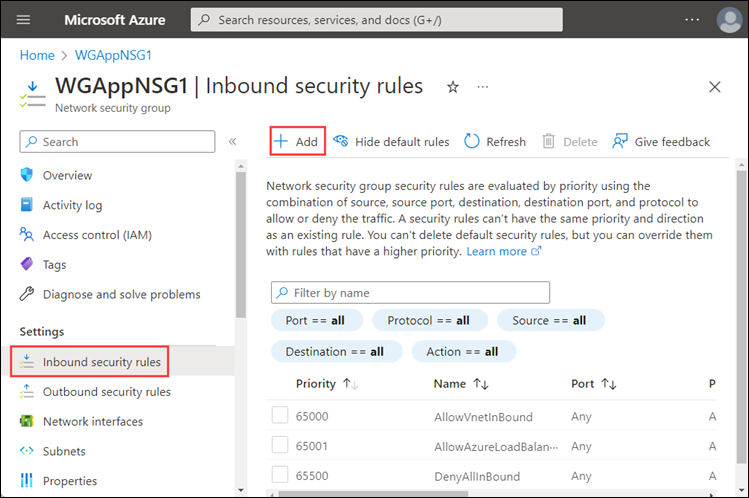 Microsoft Azure
Search resources, services, and docs (G+/)
Home > WGAppNSG1
WGAppNSG1 | Inbound security rules
Network security group
Search
Overview
Activity log
Access control (IAM)
Tags
Diagnose and solve problems
Settings
Inbound security rules
Outbound security rules
Network interfaces
Subnets
Properties
Add
Hide default rules
Refresh
Delete
Give feedback
Network security group security rules are evaluated by priority using the
combination of source, source port, destination, destination port, and protocol to
allow or deny the traffic. A security rules can't have the same priority and direction
as an existing rule. You can't delete default security rules, but you can override them
with rules that have a higher priority. Learn more
Filter by name
Port == all Protocol == all Source == all
Destination == all Action == all
Priority Name Port P
65000 AllowVnetInBound Any A
65001 AllowAzureLoadBalan··· Any A
65500 DenyAllInBound Any A